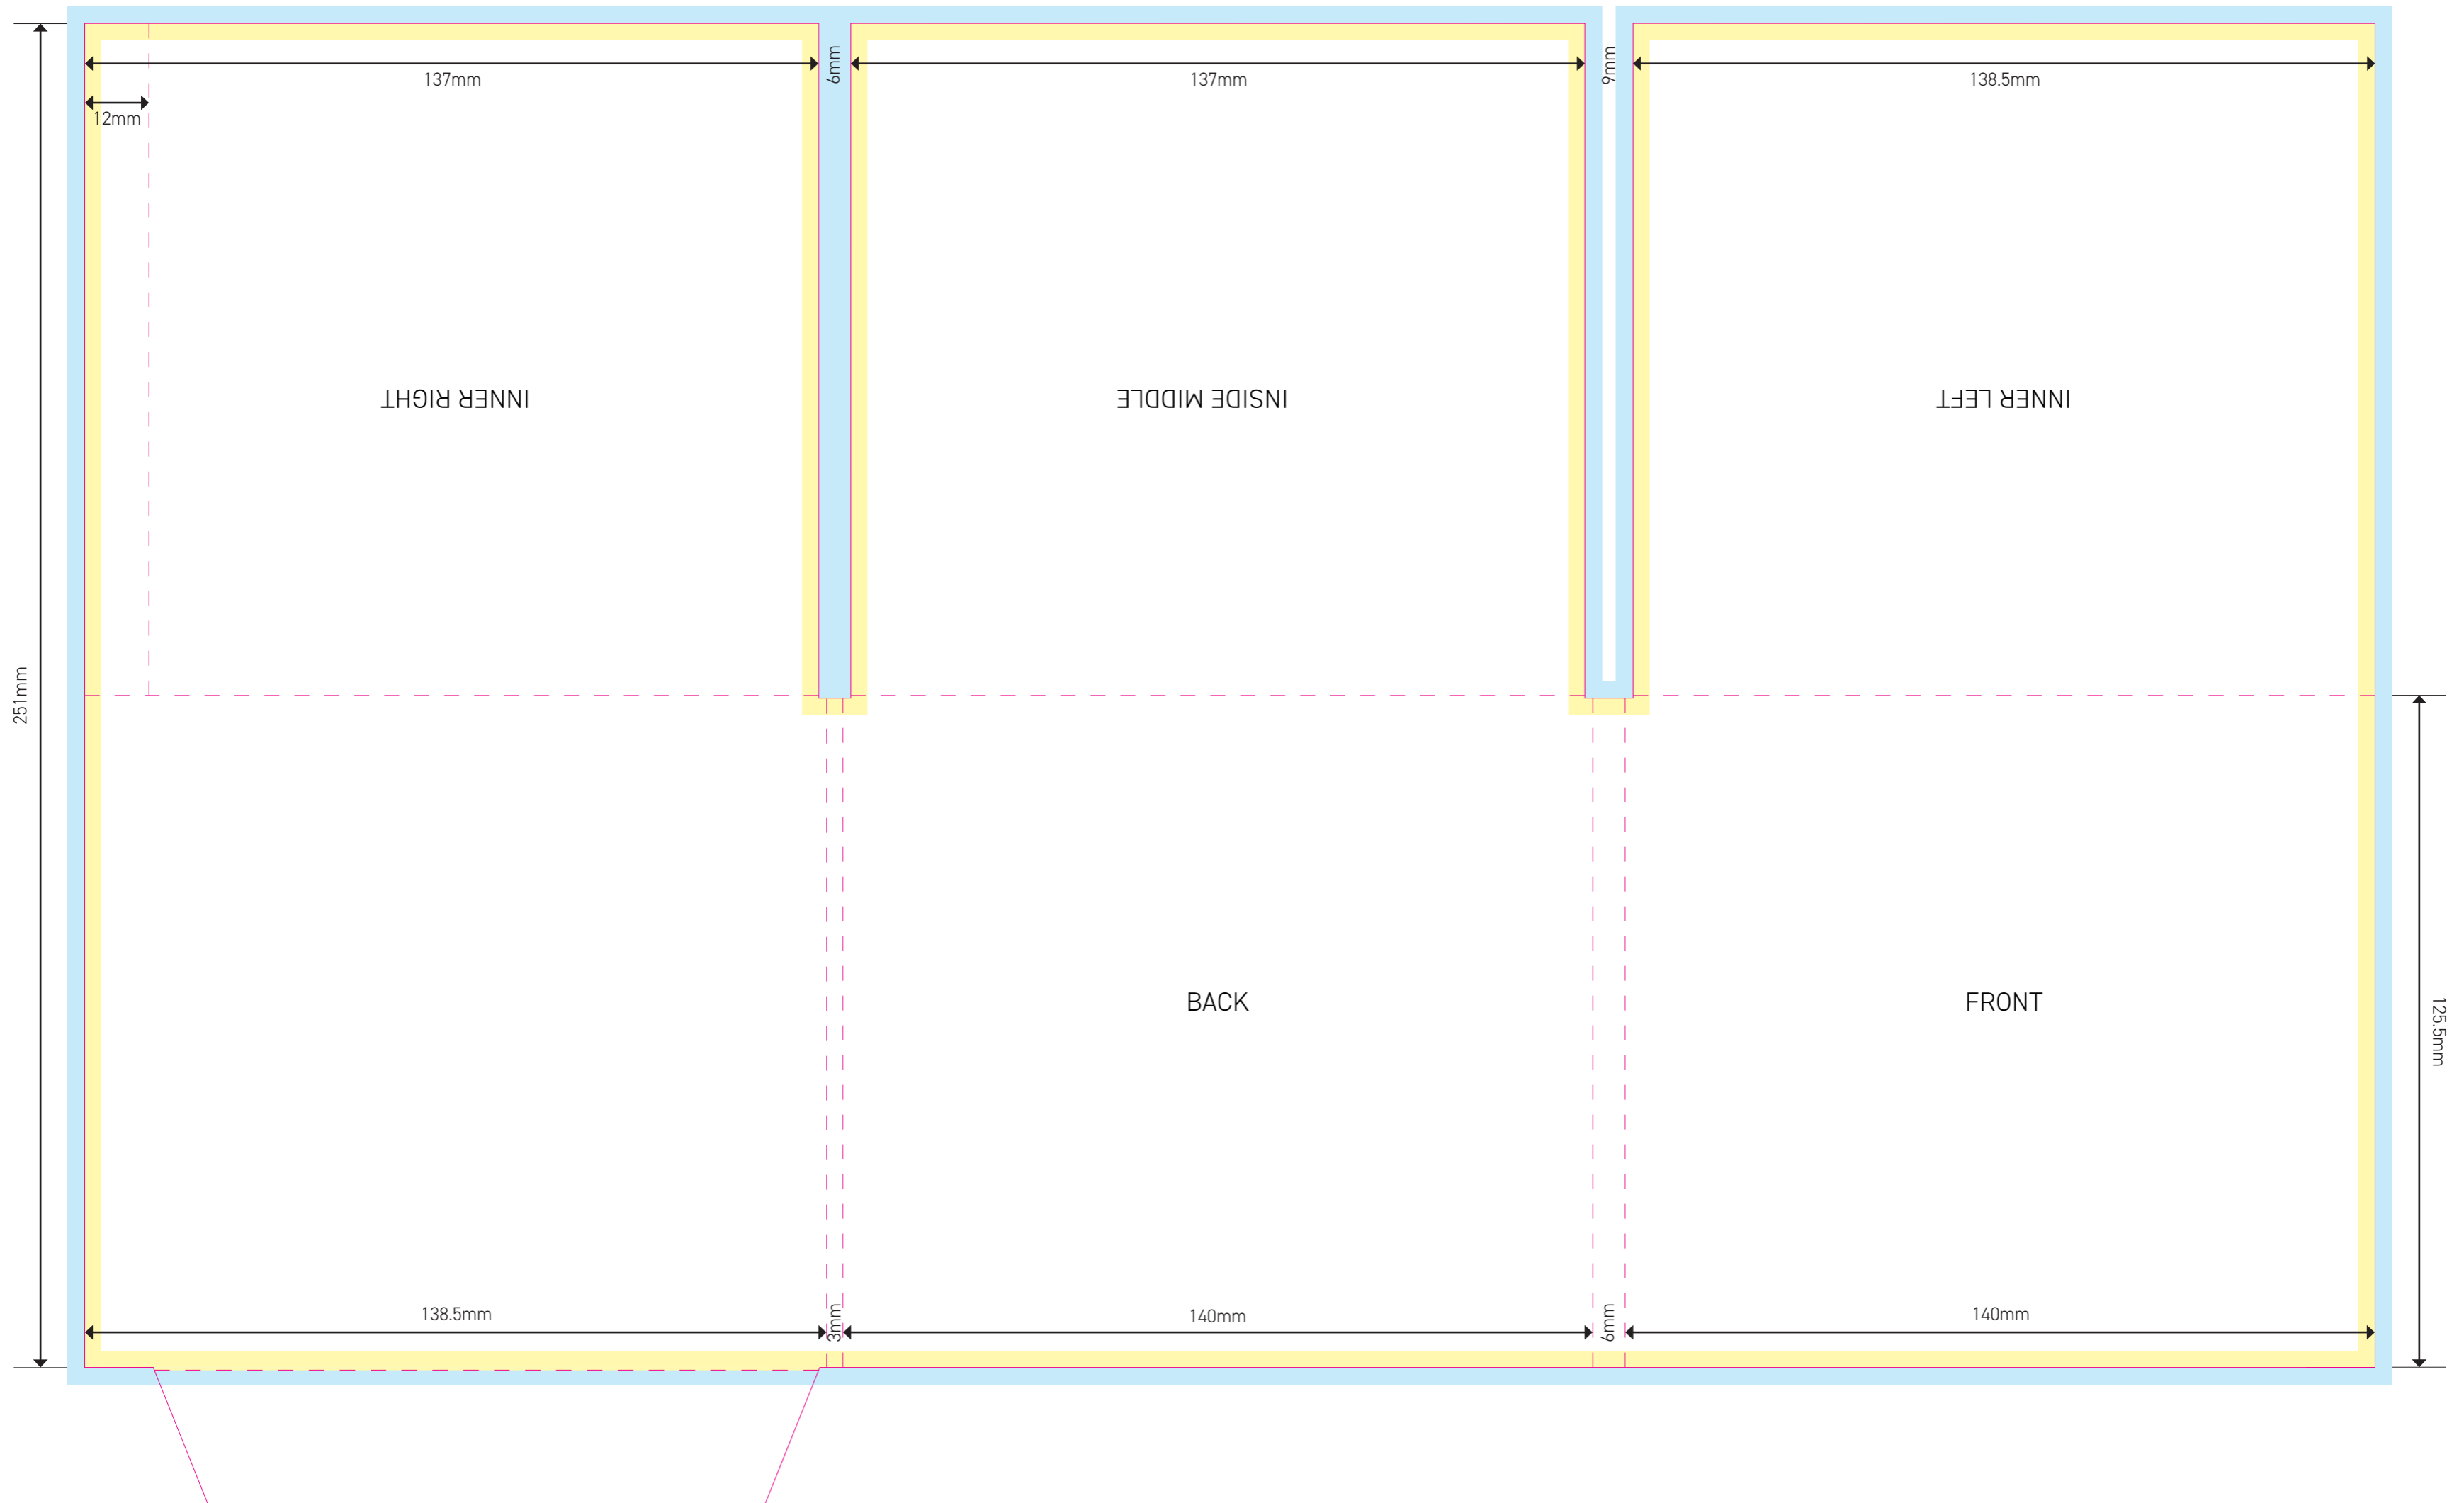 6mm
9mm
137mm
137mm
138.5mm
12mm
INNER RIGHT
INSIDE MIDDLE
INNER LEFT
251mm
BACK
FRONT
125.5mm
138.5mm
3mm
140mm
6mm
140mm